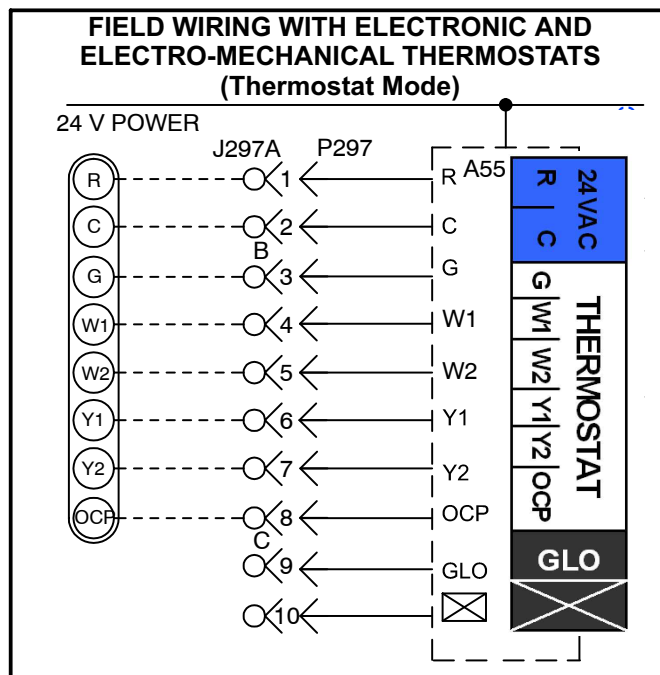 FIELD WIRING WITH ELECTRONIC AND
ELECTRO-MECHANICAL THERMOSTATS
(Thermostat Mode)
24 V POWER
J297A P297
R 1 R A55
C 2 C
B
G 3 G
W1 4 W1
W2 5 W2
Y1 6 Y1
Y2 7 Y2
OCP 8 OCP
C
9 GLO
10
24VAC
R C
THERMOSTAT
G W1 W2 Y1 Y2 OCP
GLO